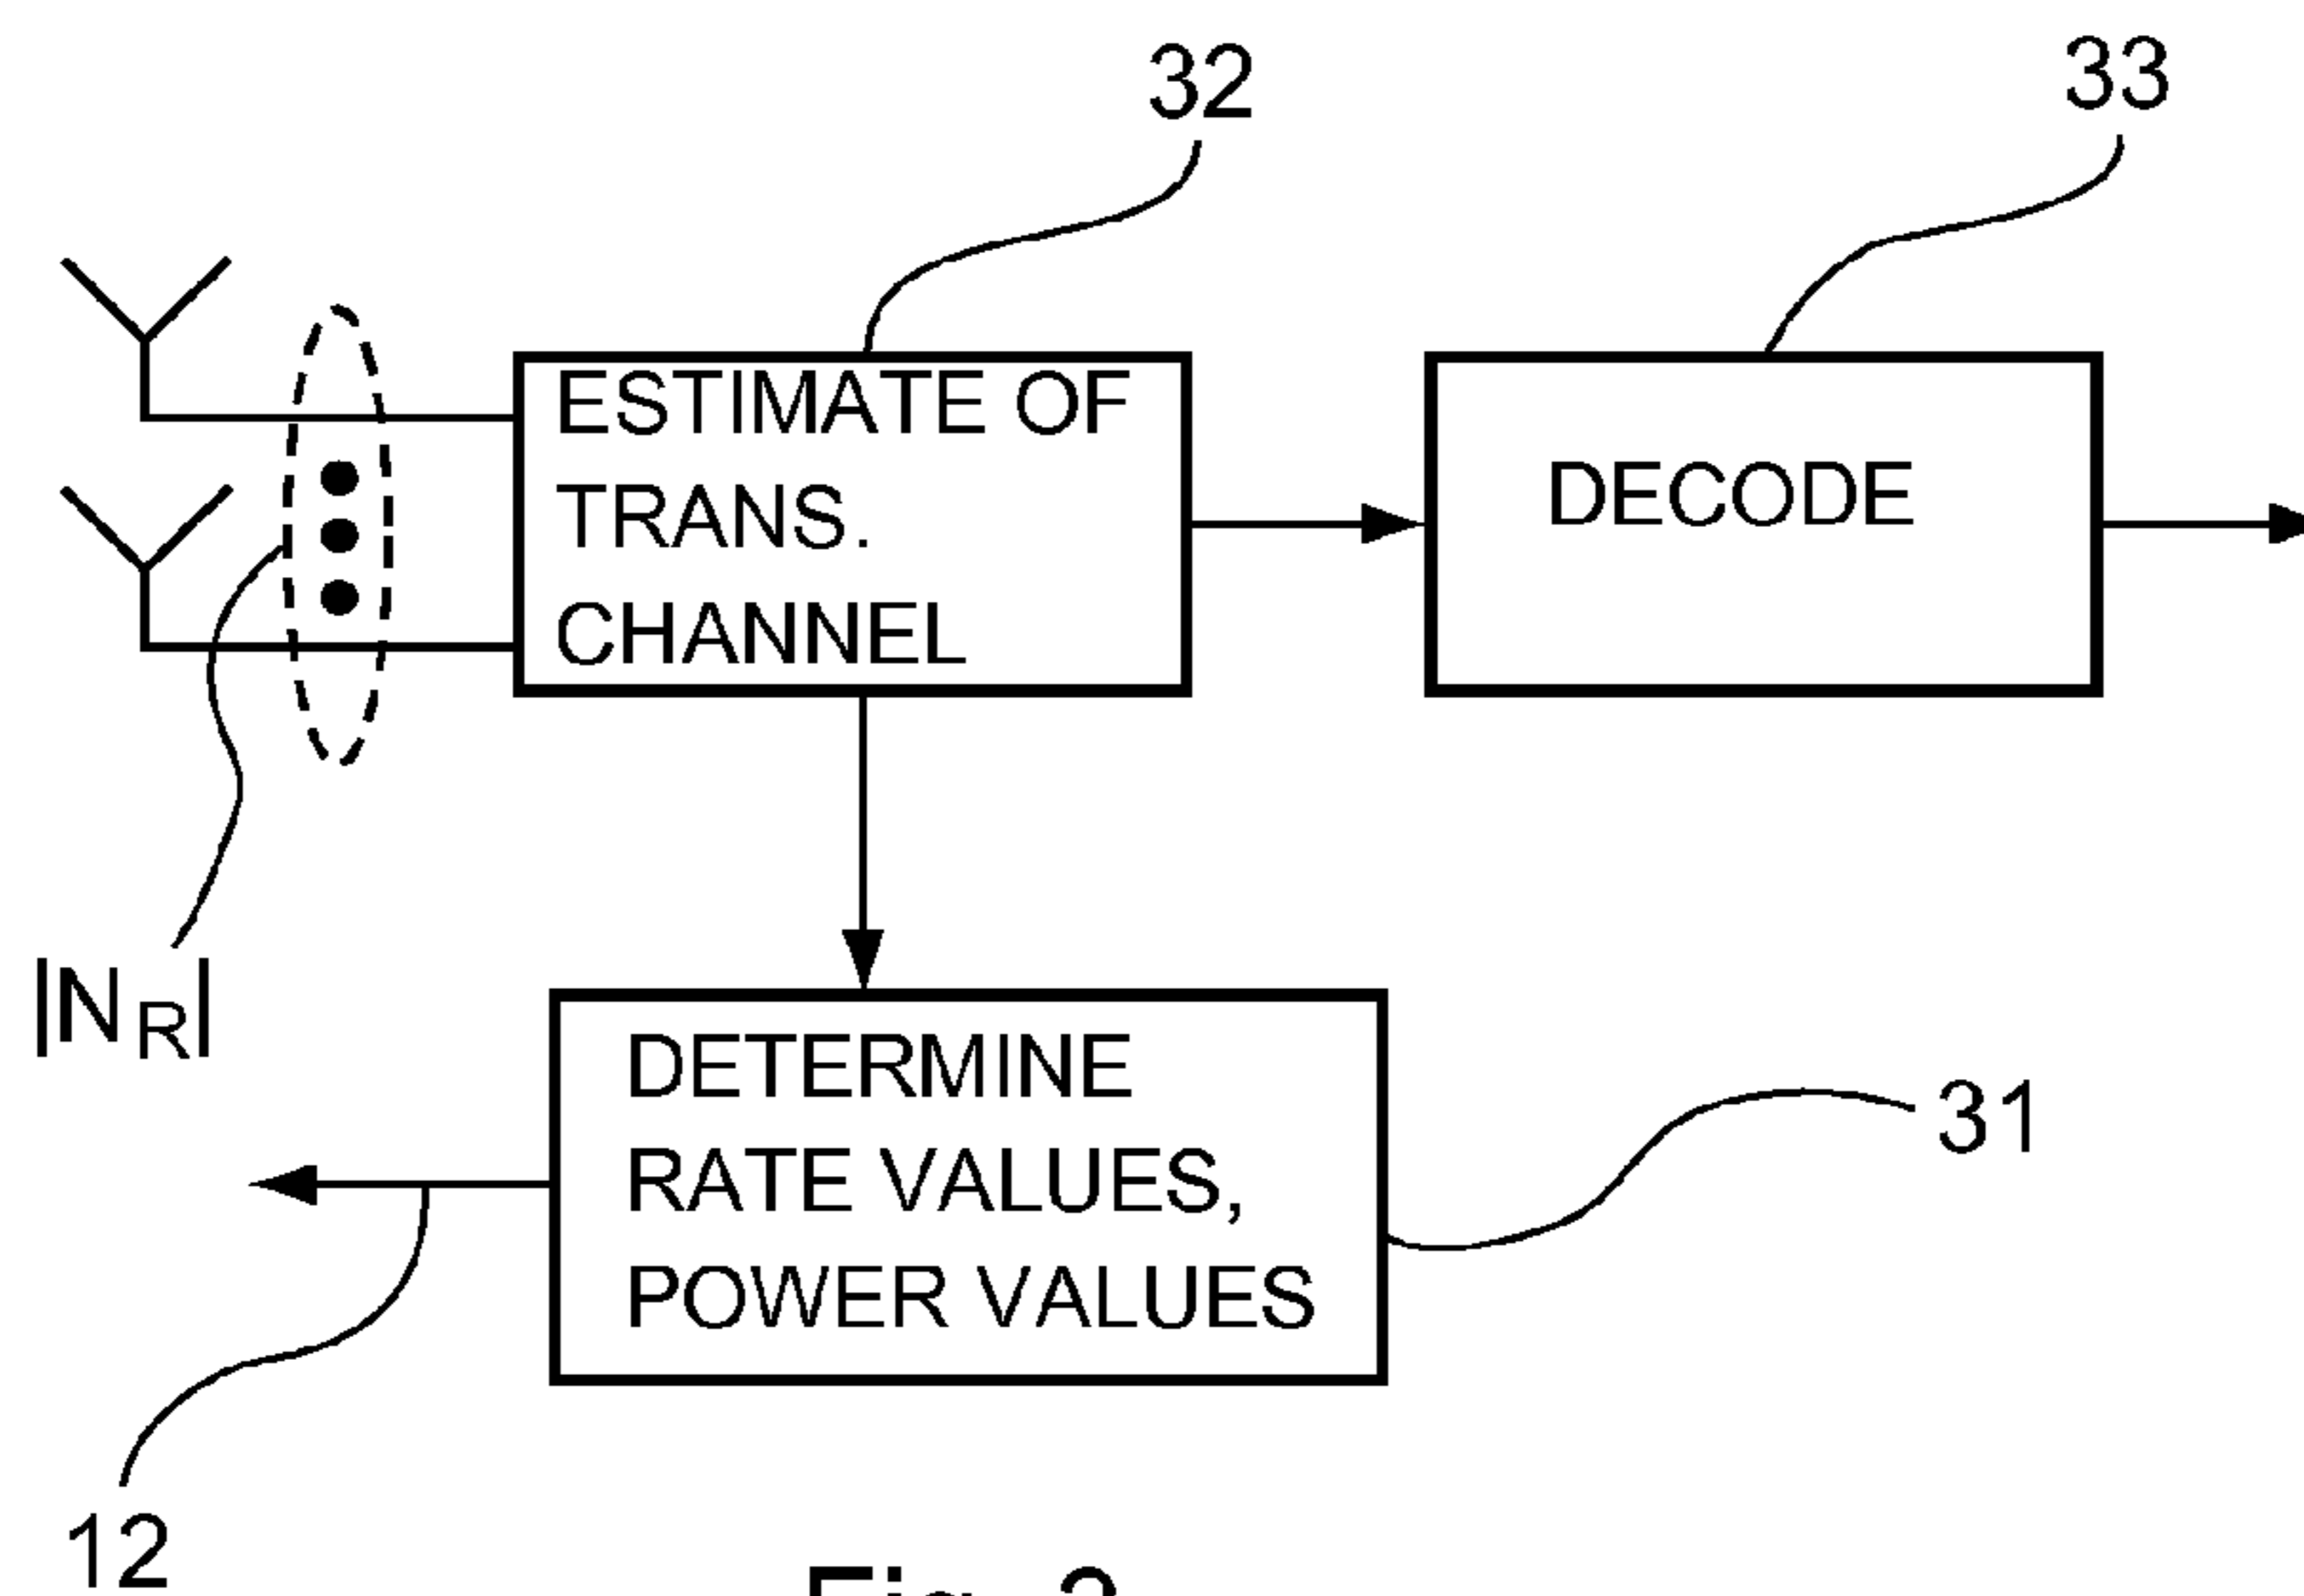 32
33
ESTIMATE OF
TRANS.
CHANNEL
DECODE
|NR|
DETERMINE
RATE VALUES,
POWER VALUES
31
12